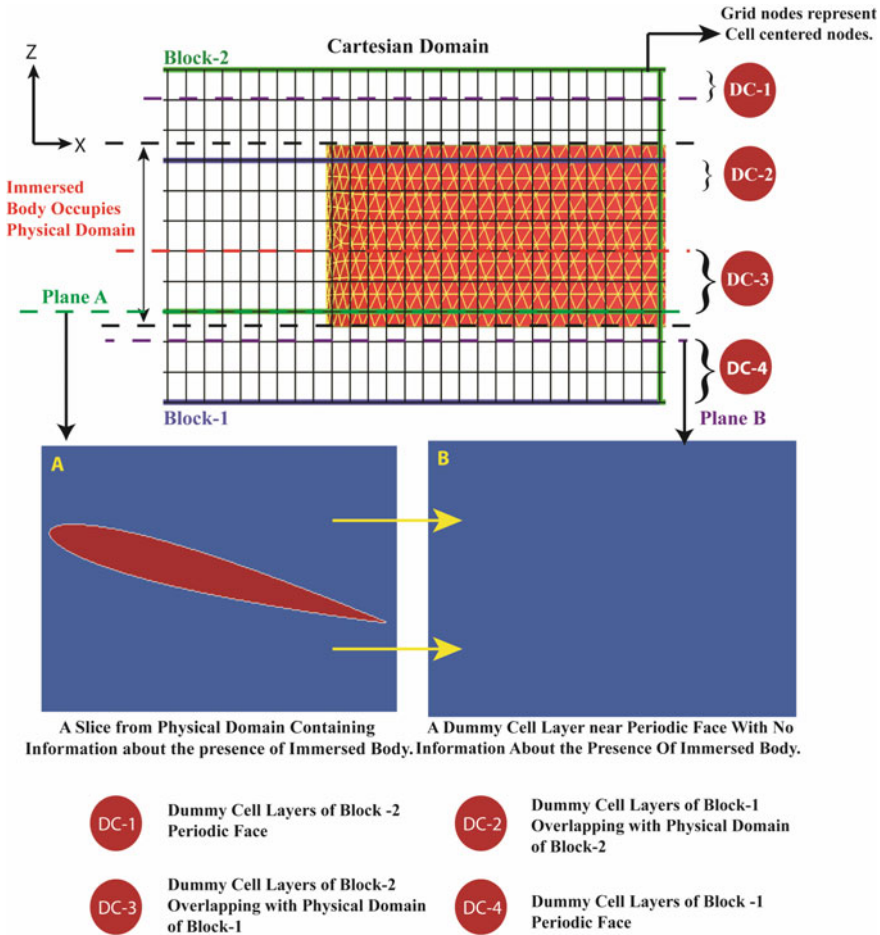 Grid nodes represent
Cell centered nodes.
Cartesian Domain
Z
Block-2
DC-1
X
DC-2
Immersed
Body Occupies
Physical Domain
DC-3
Plane A
DC-4
Block-1
Plane B
A
B
A Slice from Physical Domain Containing
Information about the presence of Immersed Body.
A Dummy Cell Layer near Periodic Face With No
Information About the Presence Of Immersed Body.
DC-1
Dummy Cell Layers of Block -2
Periodic Face
DC-2
Dummy Cell Layers of Block-1
Overlapping with Physical Domain
of Block-2
DC-3
Dummy Cell Layers of Block-2
Overlapping with Physical Domain
of Block-1
DC-4
Dummy Cell Layers of Block -1
Periodic Face